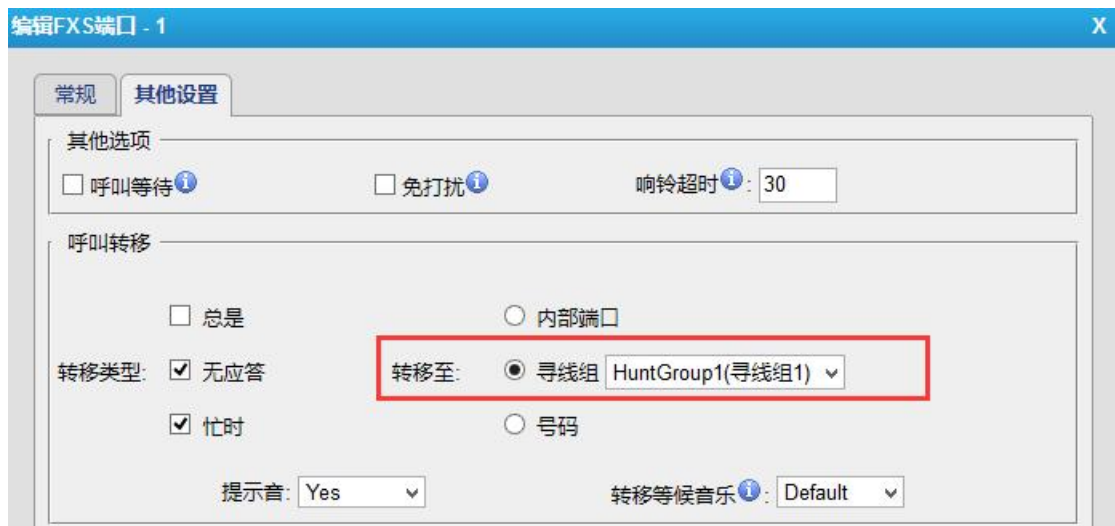 编辑FXS端口 - 1 X
常规 其他设置
其他选项
呼叫等待 免打扰 响铃超时: 30
呼叫转移
总是 内部端口
转移类型: 无应答 转移至: 寻线组 HuntGroup1(寻线组1)
忙时 号码
提示音: Yes 转移等候音乐: Default